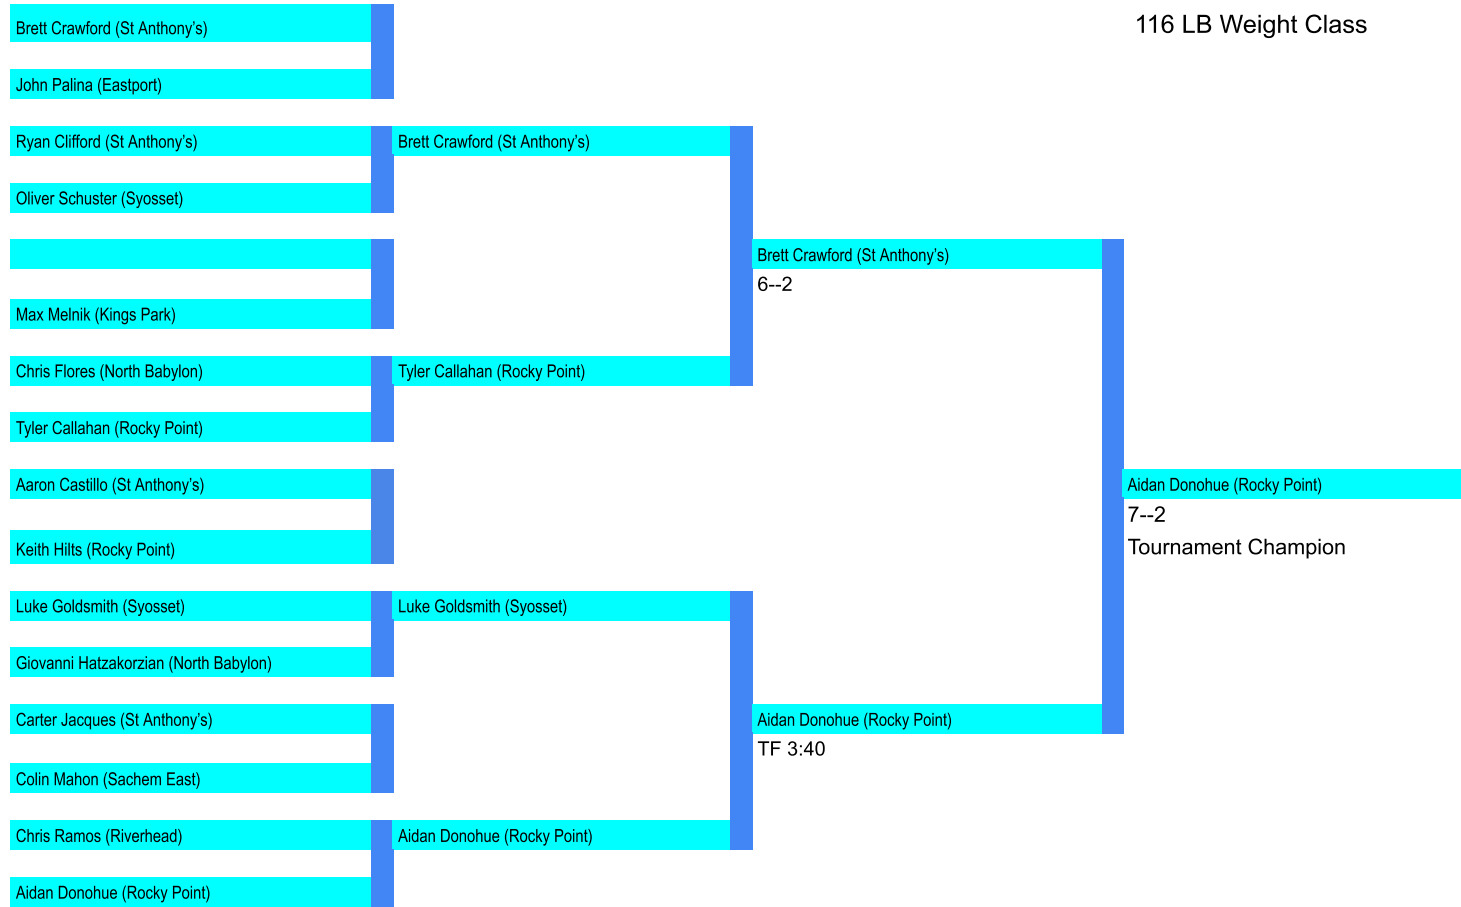 116 LB Weight Class
Brett Crawford (St Anthony’s)
John Palina (Eastport)
Ryan Clifford (St Anthony’s)
Oliver Schuster (Syosset)
Max Melnik (Kings Park)
Chris Flores (North Babylon)
Tyler Callahan (Rocky Point)
Aaron Castillo (St Anthony’s)
Keith Hilts (Rocky Point)
Luke Goldsmith (Syosset)
Giovanni Hatzakorzian (North Babylon)
Carter Jacques (St Anthony’s)
Colin Mahon (Sachem East)
Chris Ramos (Riverhead)
Aidan Donohue (Rocky Point)
Brett Crawford (St Anthony’s)
Tyler Callahan (Rocky Point)
Luke Goldsmith (Syosset)
Aidan Donohue (Rocky Point)
Brett Crawford (St Anthony’s)
6--2
Aidan Donohue (Rocky Point)
TF 3:40
Aidan Donohue (Rocky Point)
7--2
Tournament Champion